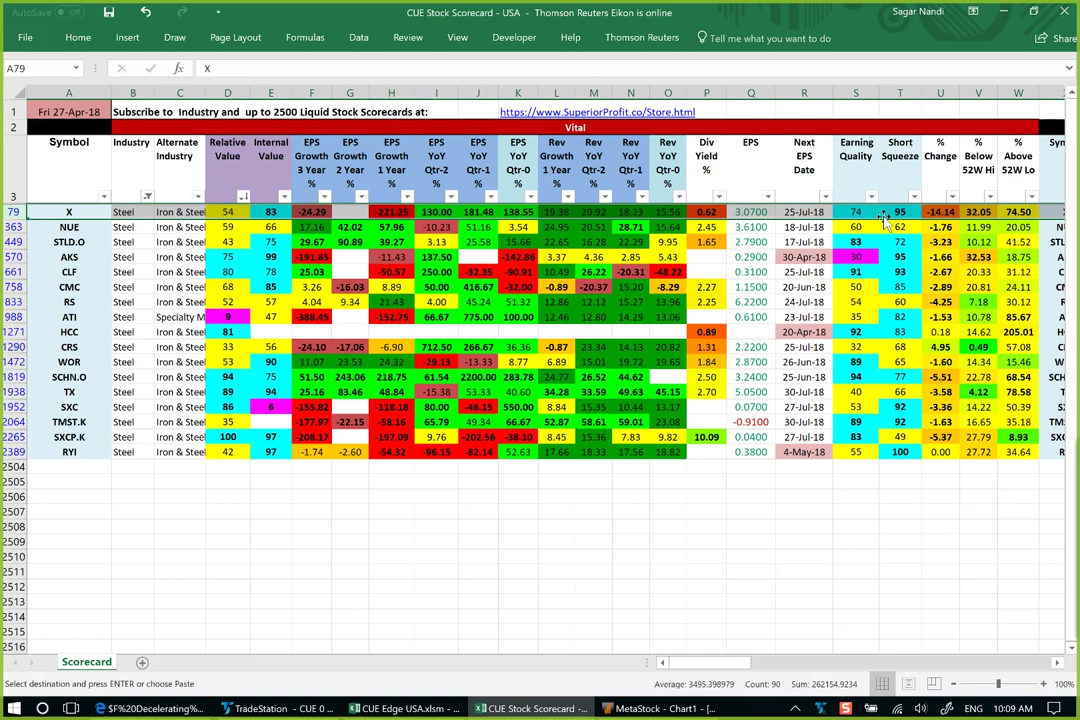 AutoSave Off CUE Stock Scorecard - USA - Thomson Reuters Eikon is online Sagar Nandi
File Home Insert Draw Page Layout Formulas Data Review View Developer Help Thomson Reuters Tell me what you want to do Share
A79 fx X
A B C D E F G H I J K L M N O P Q R S T U V W
1 Fri 27-Apr-18 Subscribe to Industry and up to 2500 Liquid Stock Scorecards at: https://www.SuperiorProfit.co/Store.html
2 Vital
Symbol Industry Alternate Relative Internal EPS EPS EPS EPS EPS EPS Rev Rev Rev Rev Div EPS Next Earning Short % % %
Industry Value Value Growth Growth Growth YoY YoY YoY Growth YoY YoY YoY Yield EPS Quality Squeeze Change Below Above
3 Year 2 Year 1 Year Qtr-2 Qtr-1 Qtr-0 1 Year Qtr-2 Qtr-1 Qtr-0 % Date 52W Hi 52W Lo
% % % % % % % % % %
3
79 X Steel Iron & Steel 54 83 -24.29 -221.25 130.00 181.48 138.55 19.38 20.92 18.23 15.56 0.62 3.0700 25-Jul-18 74 95 -14.14 32.05 74.50
363 NUE Steel Iron & Steel 59 66 17.16 42.02 57.96 -10.23 51.16 3.54 24.95 20.51 28.71 15.64 2.45 3.6100 18-Jul-18 60 62 -1.76 11.99 20.05
449 STLD.O Steel Iron & Steel 43 75 29.67 90.89 39.27 3.13 25.58 15.66 22.65 16.28 22.29 9.95 1.65 2.7900 17-Jul-18 83 72 -3.23 10.12 41.52
570 AKS Steel Iron & Steel 75 99 -191.85 -11.43 137.50 -142.86 3.37 4.36 2.85 5.43 0.2900 30-Apr-18 30 95 -1.66 32.53 18.75
661 CLF Steel Iron & Steel 80 78 25.03 -50.57 250.00 -32.35 -90.91 10.49 26.22 -20.31 -48.22 0.3100 25-Jul-18 91 93 -2.67 20.33 31.12
758 CMC Steel Iron & Steel 68 85 3.26 -16.03 8.89 50.00 416.67 -32.00 -0.89 -20.37 15.70 -8.29 2.27 1.1500 20-Jun-18 50 85 -2.89 20.81 24.11
833 RS Steel Iron & Steel 52 57 4.04 9.34 21.43 4.00 45.24 51.32 12.86 12.12 15.27 13.96 2.25 6.2200 24-Jul-18 54 60 -4.25 7.18 30.12
988 ATI Steel Specialty M 9 47 -388.45 -152.75 66.67 775.00 100.00 12.46 12.80 14.29 13.06 0.6100 24-Jul-18 35 82 -1.53 10.78 85.67
1271 HCC Steel Iron & Steel 81 0.89 20-Apr-18 92 83 0.18 14.62 205.01
1290 CRS Steel Iron & Steel 33 56 -24.10 -17.06 -6.90 712.50 266.67 36.36 -0.87 23.34 14.13 20.82 1.31 2.2200 26-Jul-18 32 68 4.95 0.49 57.08
1472 WOR Steel Iron & Steel 53 90 11.07 23.53 24.32 -29.13 -13.33 8.77 6.89 15.01 19.72 19.65 1.84 2.8700 26-Jun-18 89 65 -1.60 14.34 15.46
1819 SCHN.O Steel Iron & Steel 94 75 51.50 243.06 218.75 61.54 2200.00 283.78 24.77 26.52 44.62 2.50 3.2400 25-Jun-18 94 77 -5.51 22.78 68.54
1938 TX Steel Iron & Steel 89 94 25.16 83.46 48.84 -15.38 53.33 4.90 34.28 33.59 49.63 45.15 2.70 5.0500 30-Jul-18 40 66 -3.58 4.12 78.58
1952 SXC Steel Iron & Steel 86 6 -155.82 -118.18 80.00 -46.15 550.00 8.84 15.35 10.44 13.17 0.0700 27-Jul-18 53 92 -3.36 14.22 50.39
2064 TMST.K Steel Iron & Steel 35 -177.97 -22.15 -58.16 65.79 49.34 66.67 52.87 58.61 59.01 23.08 -0.9100 30-Jul-18 89 92 -1.63 16.65 35.18
2265 SXCP.K Steel Iron & Steel 100 97 -208.17 -197.09 9.76 -202.56 -38.10 8.45 15.36 7.83 9.82 10.09 0.0400 27-Jul-18 83 49 -5.37 27.79 8.93
2389 RYI Steel Iron & Steel 42 97 -1.74 -2.60 -54.32 -96.15 -82.14 52.63 17.66 18.33 17.56 18.82 0.3800 4-May-18 55 100 0.00 27.72 34.64
2504
2505
2506
2507
2508
2509
2510
2511
2512
2513
2514
2515
2516
Scorecard
Select destination and press ENTER or choose Paste Average: 3495.398979 Count: 90 Sum: 262154.9234 100%
$F%20Decelerating%... TradeStation - CUE 0 ... CUE Edge USA.xlsm - ... CUE Stock Scorecard -... MetaStock - Chart1 - [... ENG 10:09 AM